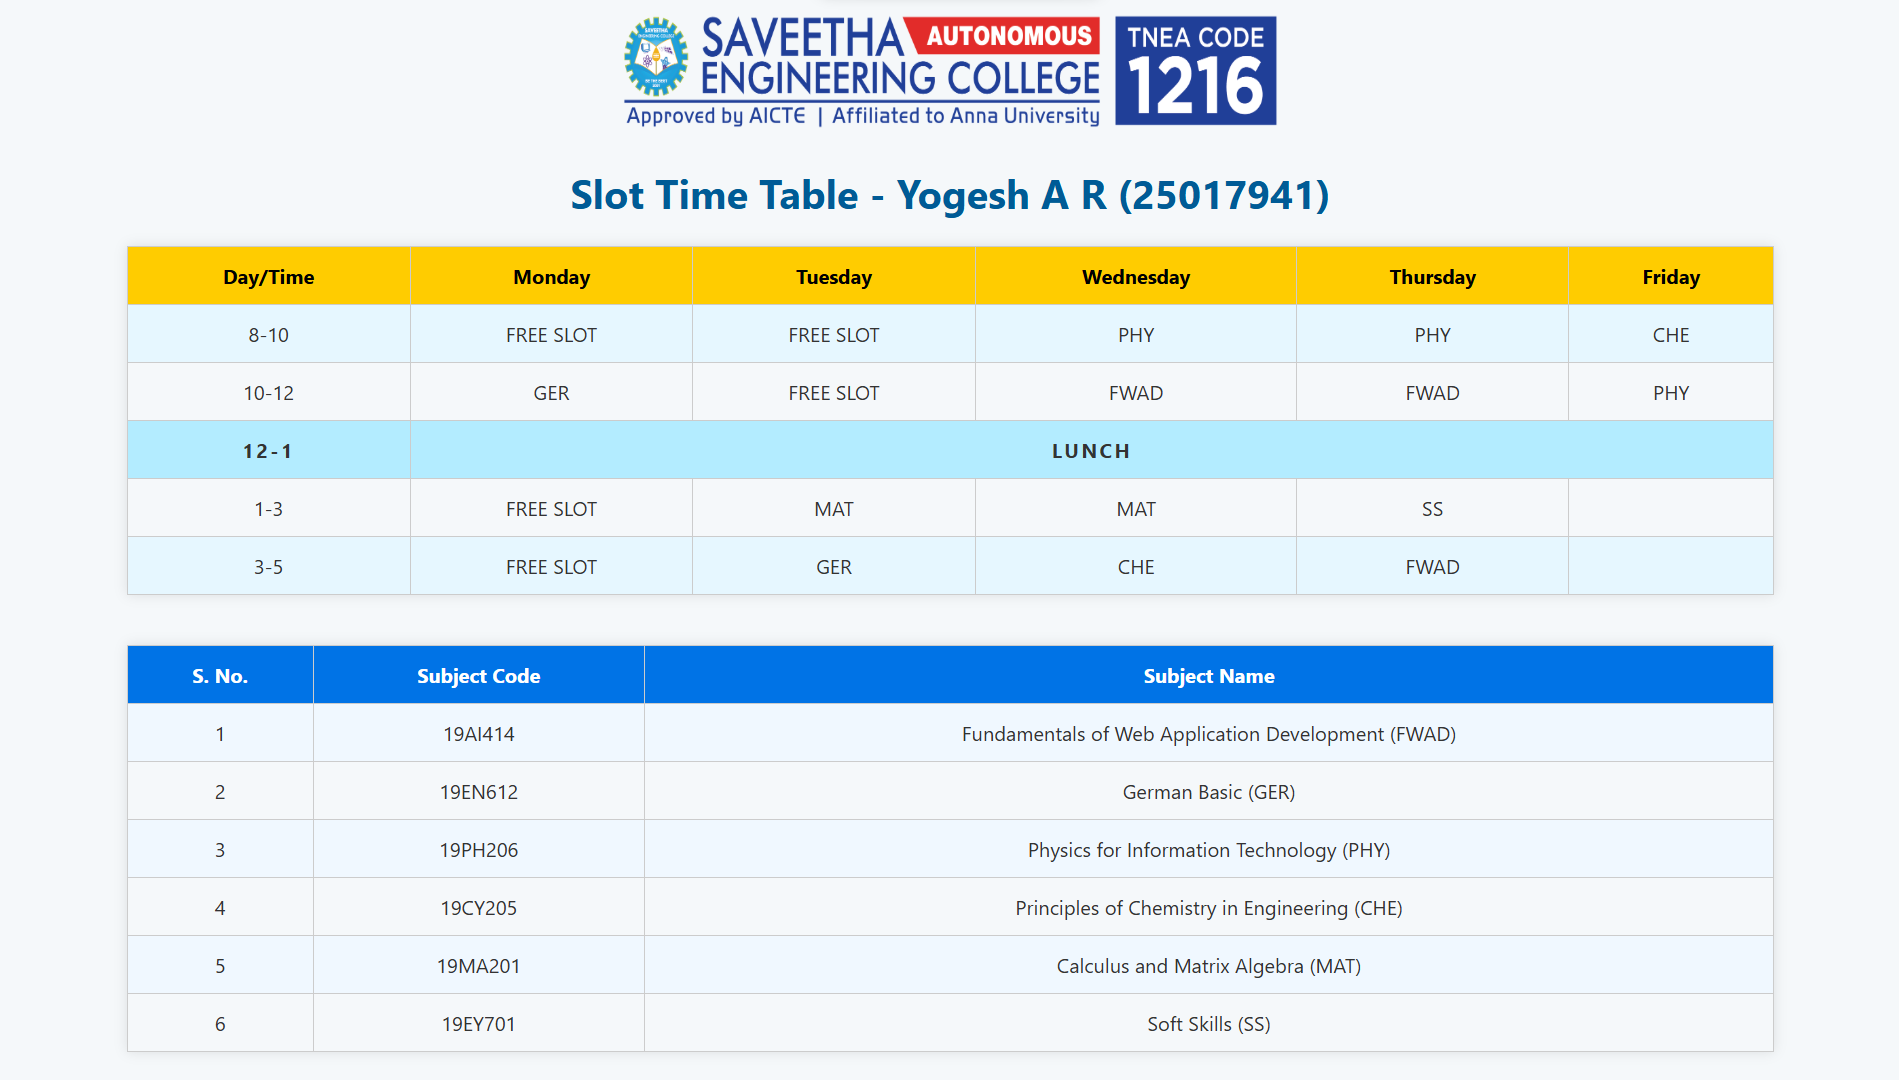 SAVEETHA AUTONOMOUS
ENGINEERING COLLEGE
Approved by AICTE | Affiliated to Anna University
TNEA CODE
1216
Slot Time Table - Yogesh A R (25017941)
Day/Time Monday Tuesday Wednesday Thursday Friday
8-10 FREE SLOT FREE SLOT PHY PHY CHE
10-12 GER FREE SLOT FWAD FWAD PHY
12-1 LUNCH
1-3 FREE SLOT MAT MAT SS
3-5 FREE SLOT GER CHE FWAD
S. No. Subject Code Subject Name
1 19AI414 Fundamentals of Web Application Development (FWAD)
2 19EN612 German Basic (GER)
3 19PH206 Physics for Information Technology (PHY)
4 19CY205 Principles of Chemistry in Engineering (CHE)
5 19MA201 Calculus and Matrix Algebra (MAT)
6 19EY701 Soft Skills (SS)